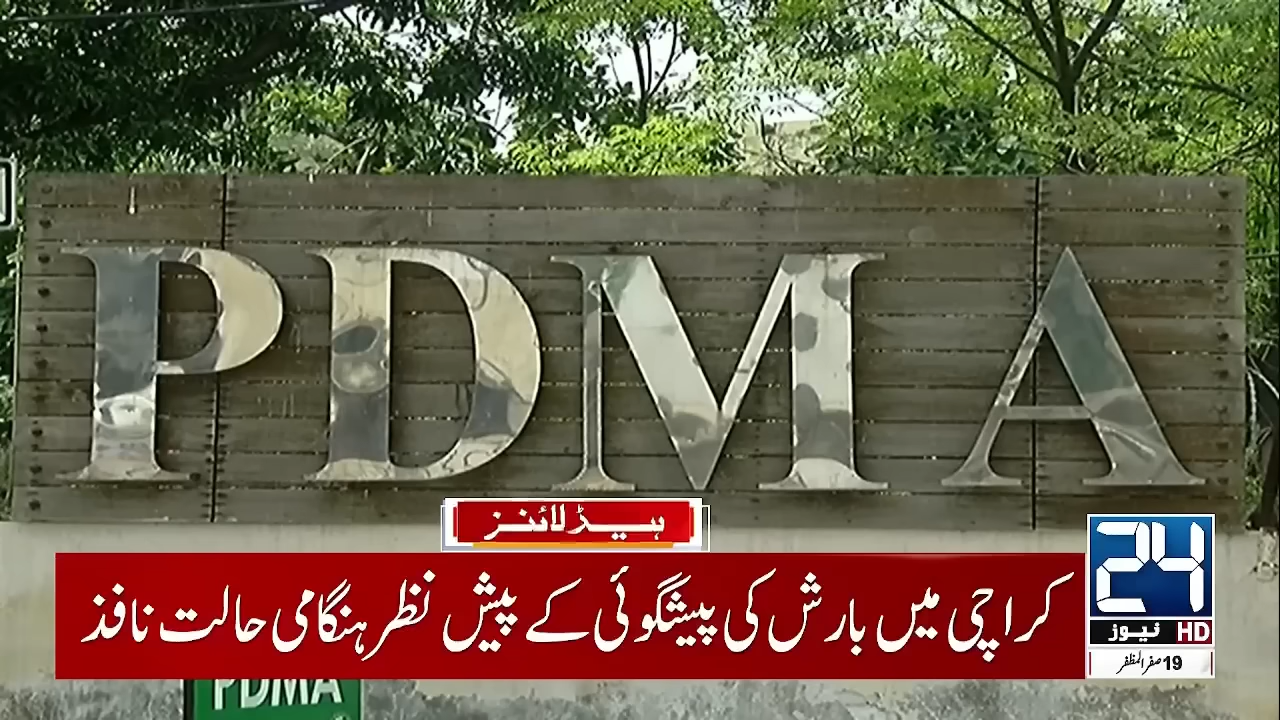 PDMA
ہیڈ لائنز
کراچی میں بارش کی پیشگوئی کے پیش نظر ہنگامی حالت نافذ
24
نیوز HD
19 صفر المظفر
PDMA